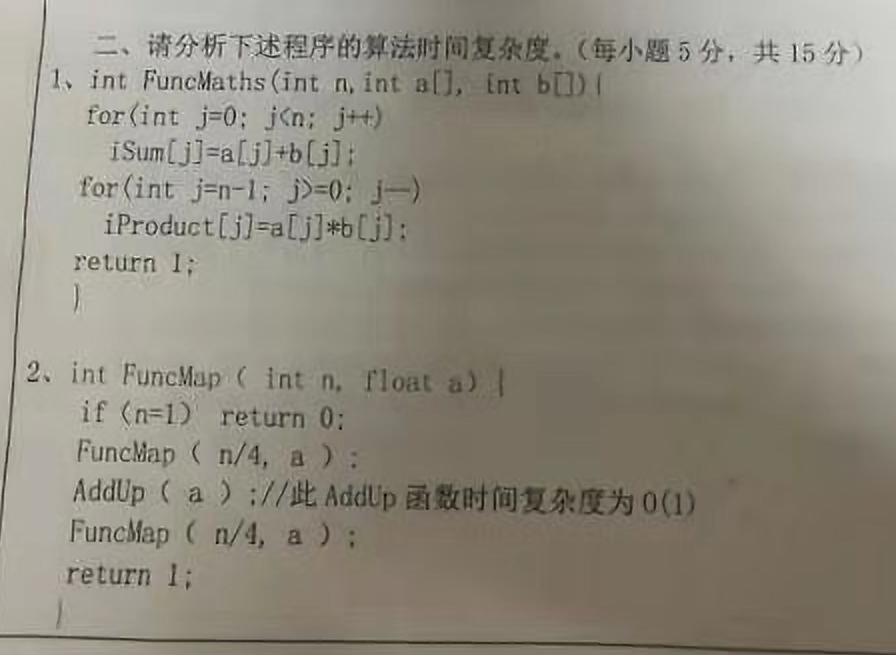 二、请分析下述程序的算法时间复杂度。(每小题 5 分，共 15 分)
1、int FuncMaths(int n, int a[], int b[]){
for(int j=0; j<n; j++)
iSum[j]=a[j]+b[j];
for(int j=n-1; j>=0; j--)
iProduct[j]=a[j]*b[j];
return 1;
}
2、int FuncMap ( int n, float a) {
if (n=1) return 0;
FuncMap ( n/4, a ) ;
AddUp ( a ) ;//此 AddUp 函数时间复杂度为 O(1)
FuncMap ( n/4, a ) ;
return 1;
}